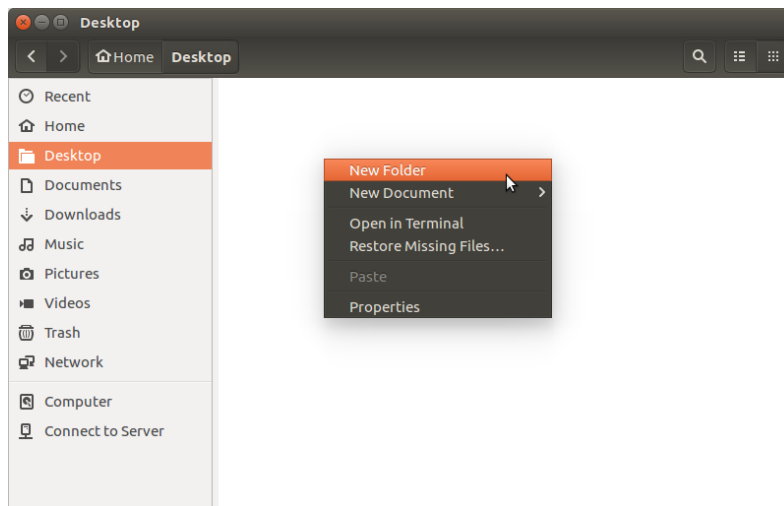 Desktop
Home Desktop
Recent
Home
Desktop
Documents
Downloads
Music
Pictures
Videos
Trash
Network
Computer
Connect to Server
New Folder
New Document
Open in Terminal
Restore Missing Files…
Paste
Properties